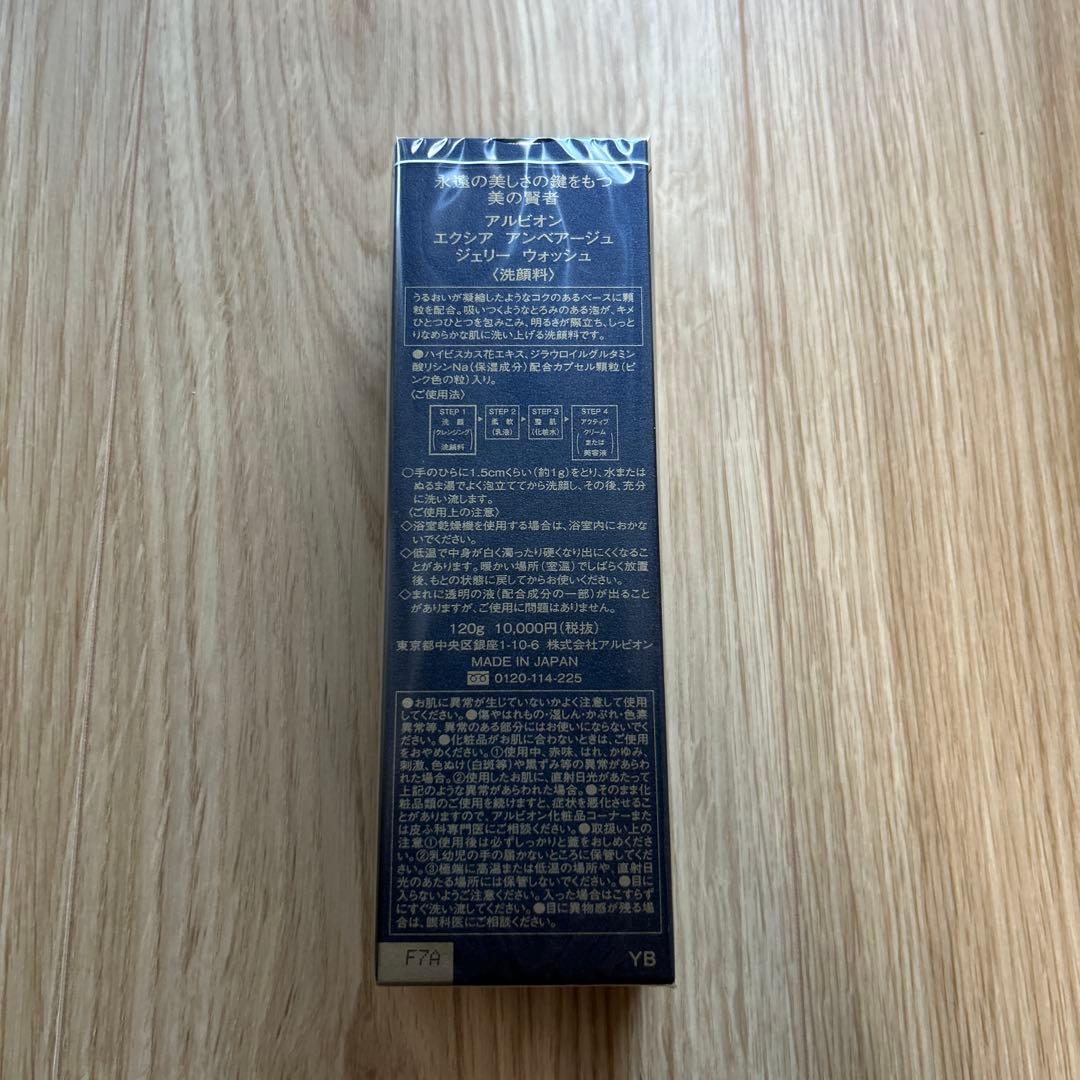 永遠の美しさの鍵をもつ
美の賢者
アルビオン
エクシア アンベアージュ
ジェリー ウォッシュ
〈洗顔料〉
うるおいが凝縮したようなコクのあるベースに顆
粒を配合。吸いつくようなとろみのある泡が、キメ
ひとつひとつを包みこみ、明るさが際立ち、しっと
りなめらかな肌に洗い上げる洗顔料です。
●ハイビスカス花エキス、ジラウロイルグルタミン
酸リシンNa(保湿成分)配合カプセル顆粒(ピ
ンク色の粒)入り。
〈ご使用法〉
STEP 1 洗顔 (クレンジング 洗顔料)
STEP 2 柔軟 (乳液)
STEP 3 整肌 (化粧水)
STEP 4 アクティブ クリーム または 美容液
○手のひらに1.5cmくらい(約1g)をとり、水または
ぬるま湯でよく泡立ててから洗顔し、その後、充分
に洗い流します。
〈ご使用上の注意〉
◇浴室乾燥機を使用する場合は、浴室内におかな
いでください。
◇低温で中身が白く濁ったり硬くなり出にくくなるこ
とがあります。暖かい場所(室温)でしばらく放置
後、もとの状態に戻してからお使いください。
◇まれに透明の液(配合成分の一部)が出ること
がありますが、ご使用に問題はありません。
120g 10,000円(税抜)
東京都中央区銀座1-10-6 株式会社アルビオン
MADE IN JAPAN
0120-114-225
●お肌に異常が生じていないかよく注意して使用
してください。●傷やはれもの・湿しん・かぶれ・色素
異常等、異常のある部分にはお使いにならないでく
ださい。●化粧品がお肌に合わないときは、ご使用
をおやめください。①使用中、赤味、はれ、かゆみ、
刺激、色ぬけ(白斑等)や黒ずみ等の異常があらわ
れた場合。②使用したお肌に、直射日光があたって
上記のような異常があらわれた場合。●そのまま化
粧品類のご使用を続けますと、症状を悪化させるこ
とがありますので、アルビオン化粧品コーナーまた
は皮ふ科専門医にご相談ください。●取扱い上の
注意①使用後は必ずしっかりと蓋をおしめくださ
い。②乳幼児の手の届かないところに保管してくだ
さい。③極端に高温または低温の場所や、直射日
光のあたる場所には保管しないでください。●目に
入らないようご注意ください。入った場合はこすらず
にすぐ洗い流してください。●目に異物感が残る場
合は、眼科医にご相談ください。
F7A
YB